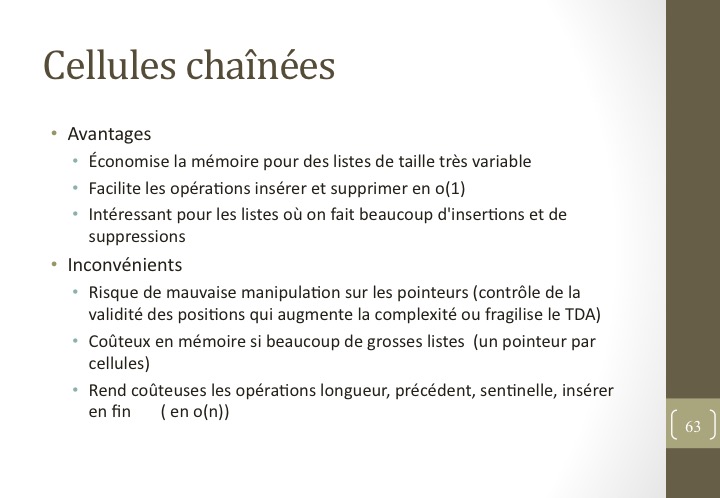 Cellules chaînées
• Avantages
• Économise la mémoire pour des listes de taille très variable
• Facilite les opérations insérer et supprimer en o(1)
• Intéressant pour les listes où on fait beaucoup d'insertions et de
suppressions
• Inconvénients
• Risque de mauvaise manipulation sur les pointeurs (contrôle de la
validité des positions qui augmente la complexité ou fragilise le TDA)
• Coûteux en mémoire si beaucoup de grosses listes  (un pointeur par
cellules)
• Rend coûteuses les opérations longueur, précédent, sentinelle, insérer
en fin      ( en o(n))
63